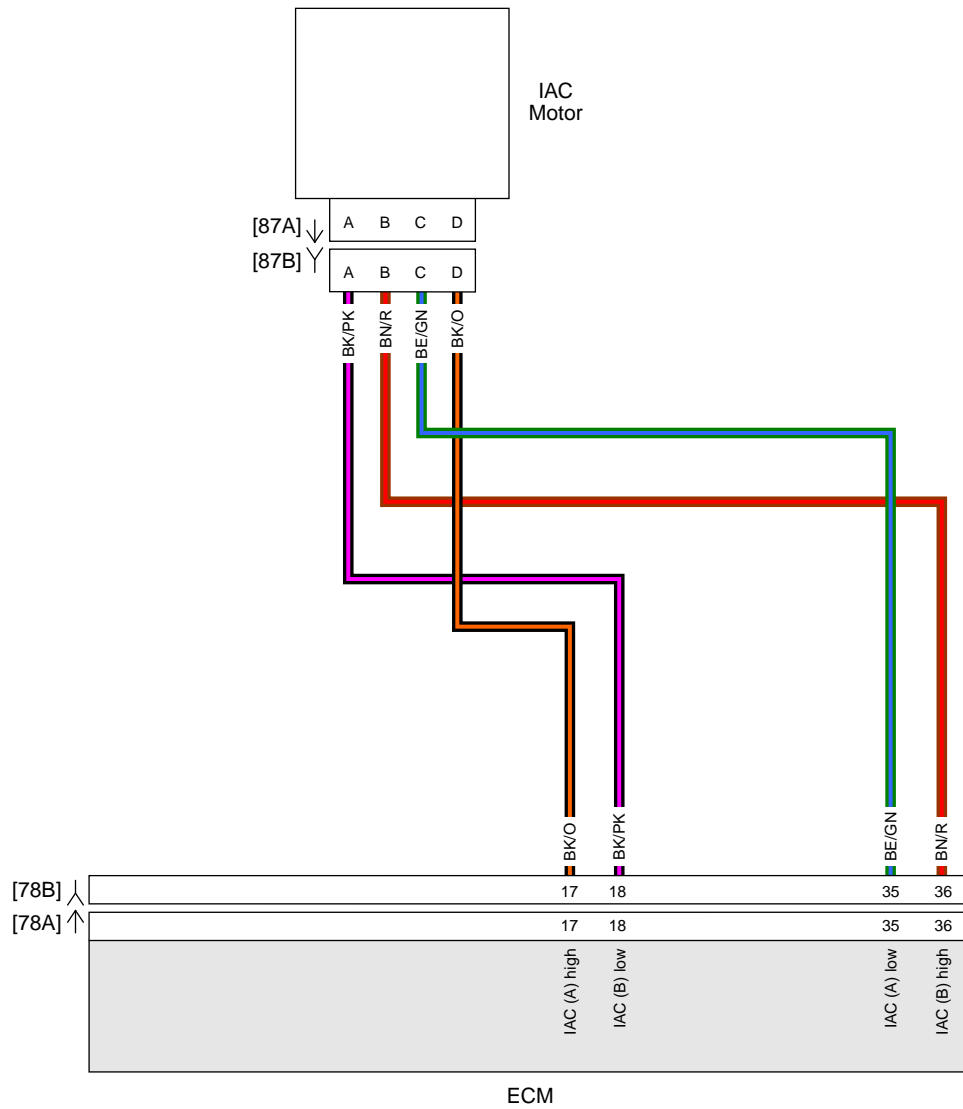 IAC
Motor
[87A] A B C D
[87B] A B C D
BK/PK BN/R BE/GN BK/O
BK/O BK/PK BE/GN BN/R
[78B] 17 18 35 36
[78A] 17 18 35 36
IAC (A) high IAC (B) low IAC (A) low IAC (B) high
ECM